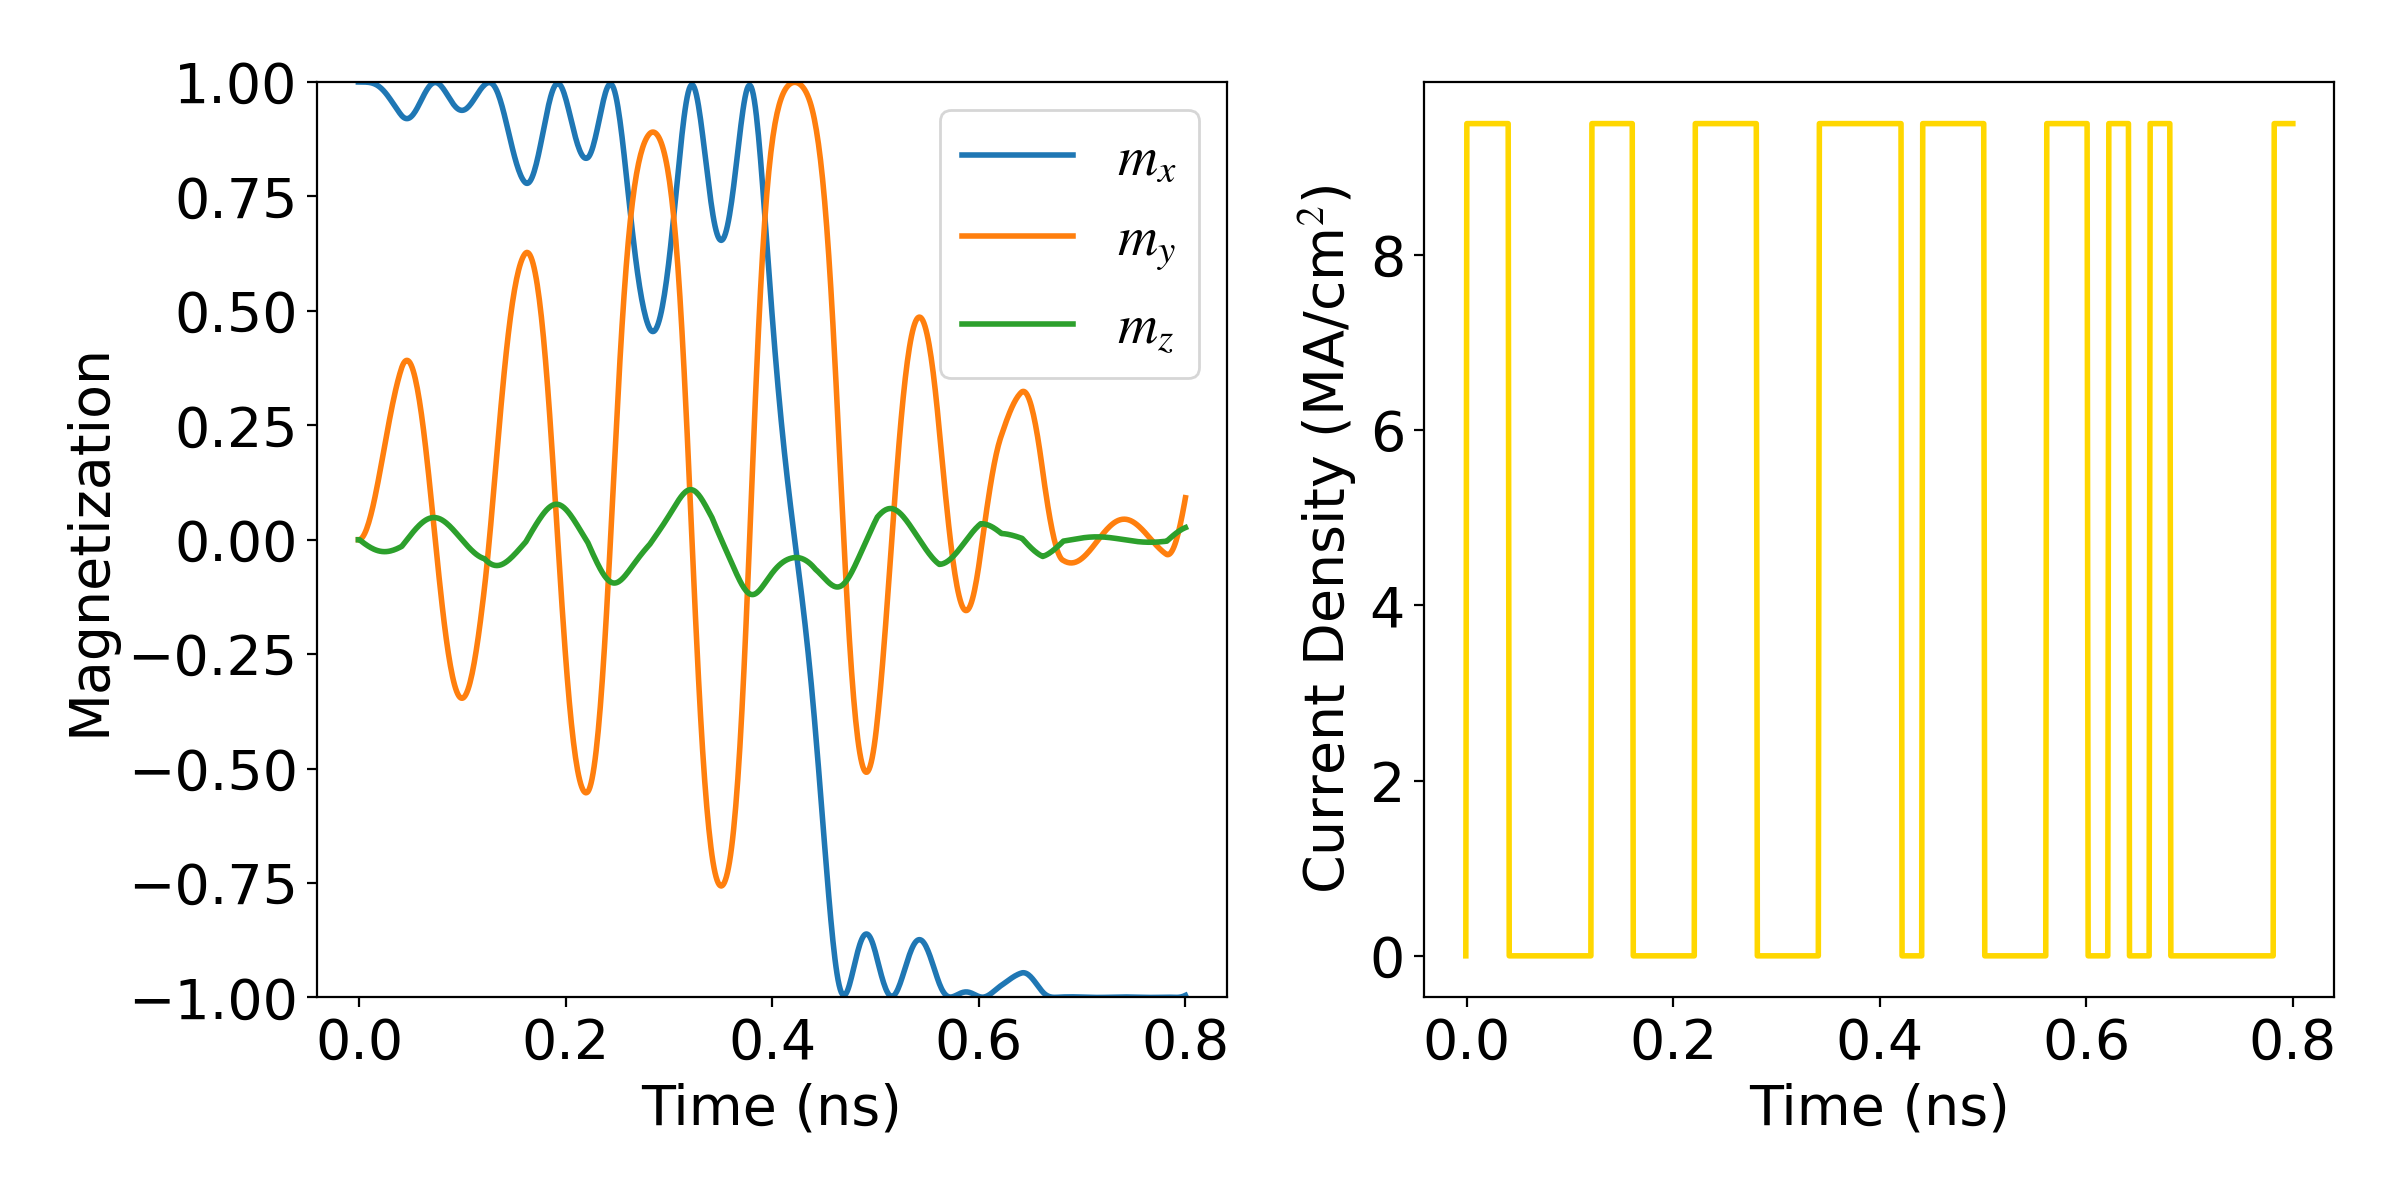 Magnetization
1.00
0.75
0.50
0.25
0.00
−0.25
−0.50
−0.75
−1.00
0.0 0.2 0.4 0.6 0.8
Time (ns)
m_x
m_y
m_z
Current Density (MA/cm²)
8
6
4
2
0
0.0 0.2 0.4 0.6 0.8
Time (ns)